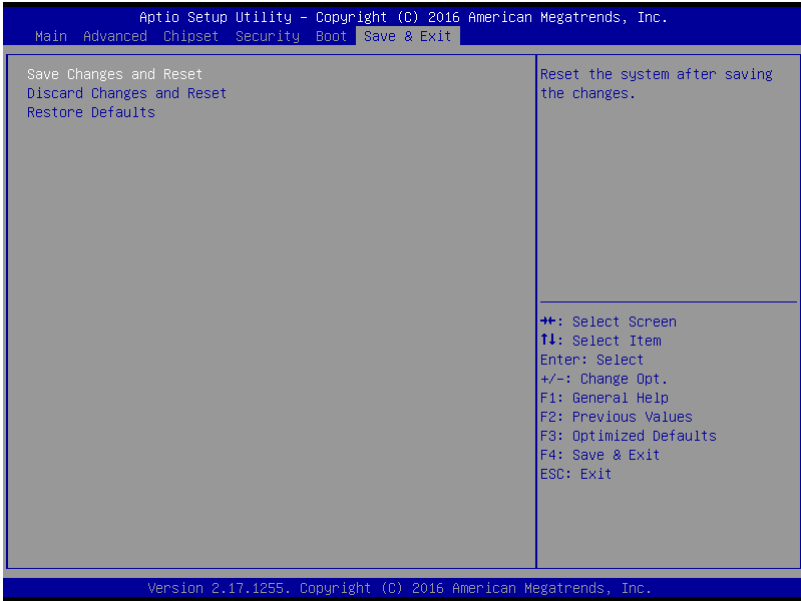 Aptio Setup Utility – Copyright (C) 2016 American Megatrends, Inc.
Main Advanced Chipset Security Boot Save & Exit
Save Changes and Reset
Discard Changes and Reset
Restore Defaults
Reset the system after saving
the changes.
→←: Select Screen
↑↓: Select Item
Enter: Select
+/-: Change Opt.
F1: General Help
F2: Previous Values
F3: Optimized Defaults
F4: Save & Exit
ESC: Exit
Version 2.17.1255. Copyright (C) 2016 American Megatrends, Inc.